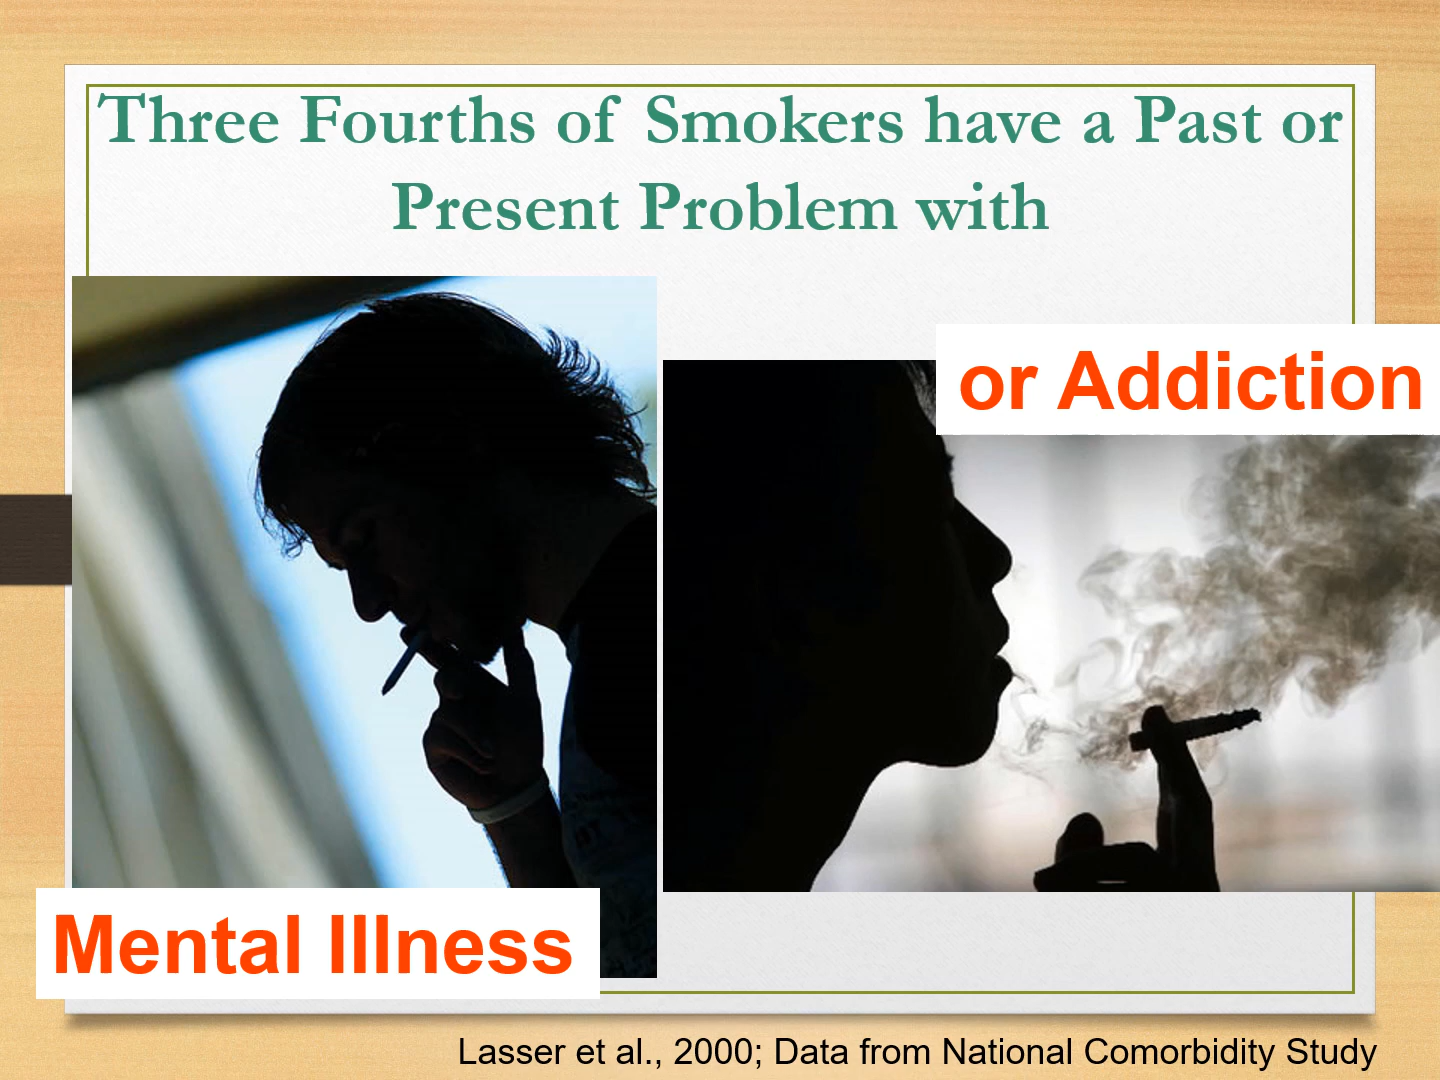 Three Fourths of Smokers have a Past or
Present Problem with
or Addiction
Mental Illness
Lasser et al., 2000; Data from National Comorbidity Study